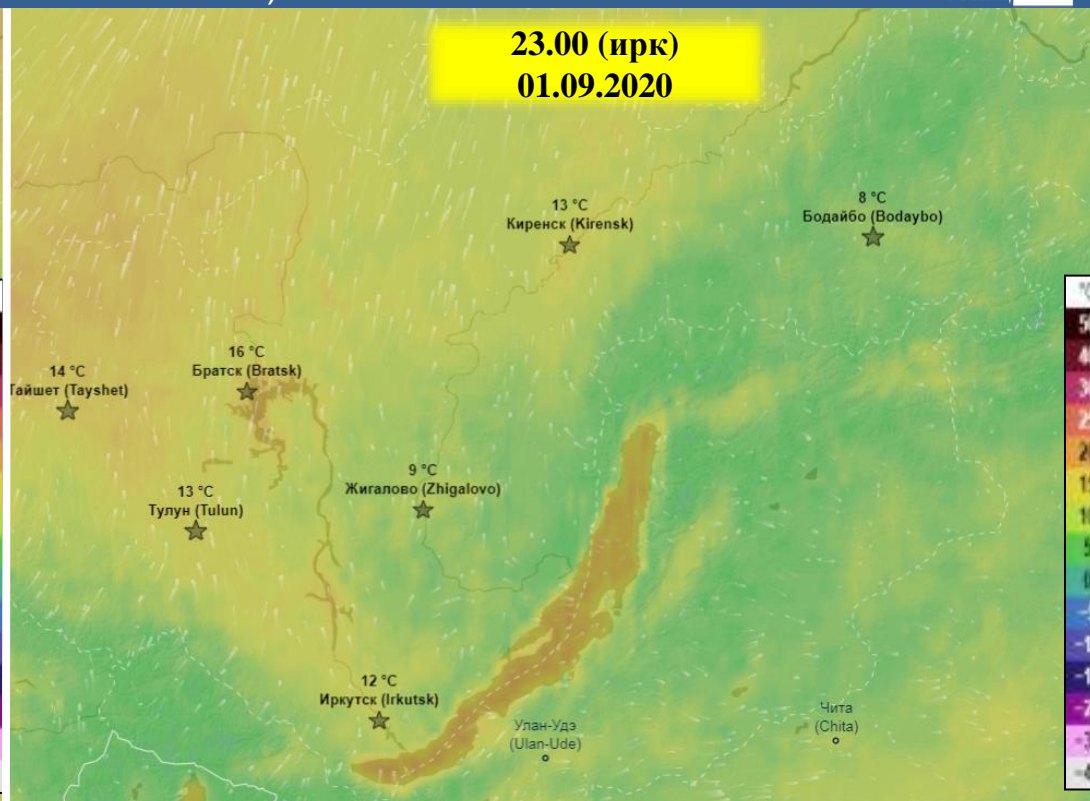 23.00 (ирк)
01.09.2020
8 °C
Бодайбо (Bodaybo)
13 °C
Киренск (Kirensk)
16 °C
Братск (Bratsk)
14 °C
Тайшет (Tayshet)
9 °C
Жигалово (Zhigalovo)
13 °C
Тулун (Tulun)
12 °C
Иркутск (Irkutsk)
Улан-Удэ
(Ulan-Ude)
Чита
(Chita)